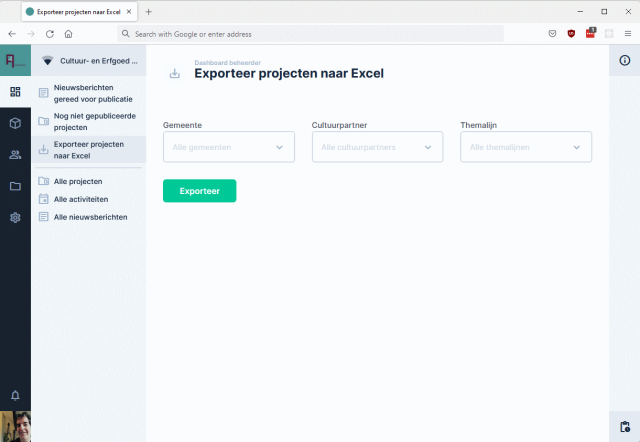 Exporteer projecten naar Excel
Search with Google or enter address
1
Cultuur- en Erfgoed ...
Nieuwsberichten
gereed voor publicatie
Nog niet gepubliceerde
projecten
Exporteer projecten
naar Excel
Alle projecten
Alle activiteiten
Alle nieuwsberichten
Dashboard beheerder
Exporteer projecten naar Excel
Gemeente
Cultuurpartner
Themalijn
Alle gemeenten
Alle cultuurpartners
Alle themalijnen
Exporteer